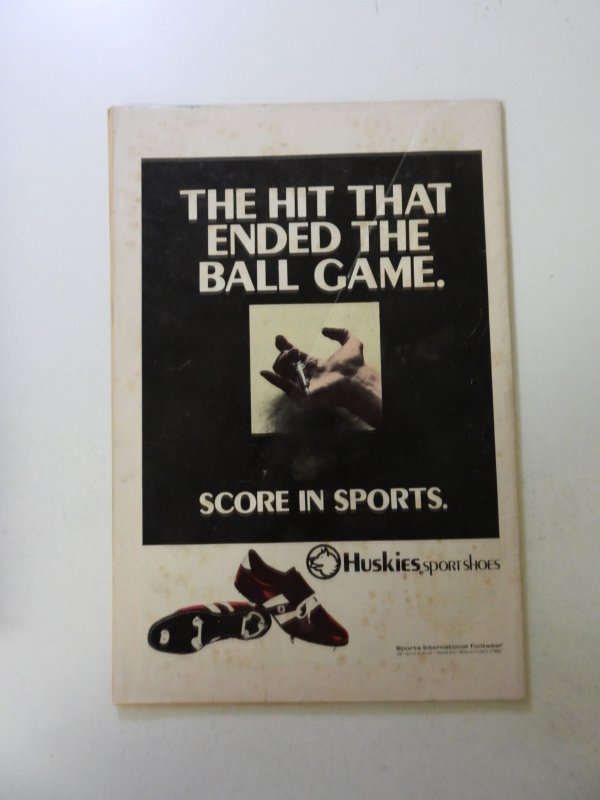 THE HIT THAT
ENDED THE
BALL GAME.
SCORE IN SPORTS.
Huskies SPORT SHOES
Sports International Footwear